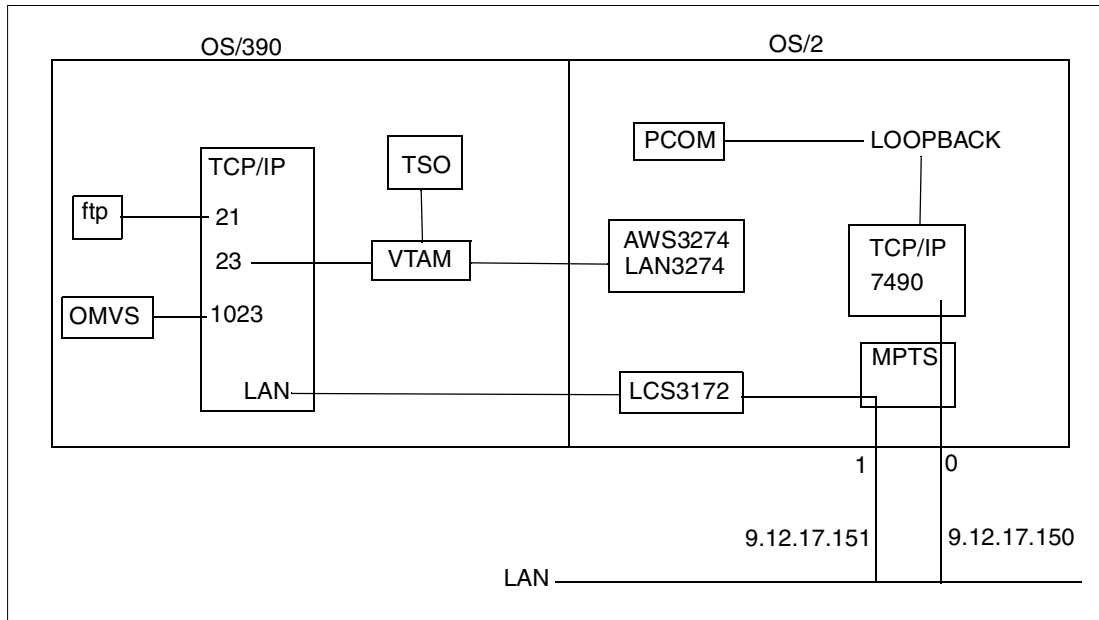 OS/390
OS/2
TCP/IP
TSO
PCOM
LOOPBACK
ftp
21
AWS3274
LAN3274
TCP/IP
7490
23
VTAM
OMVS
1023
MPTS
LAN
LCS3172
1
0
9.12.17.151
9.12.17.150
LAN